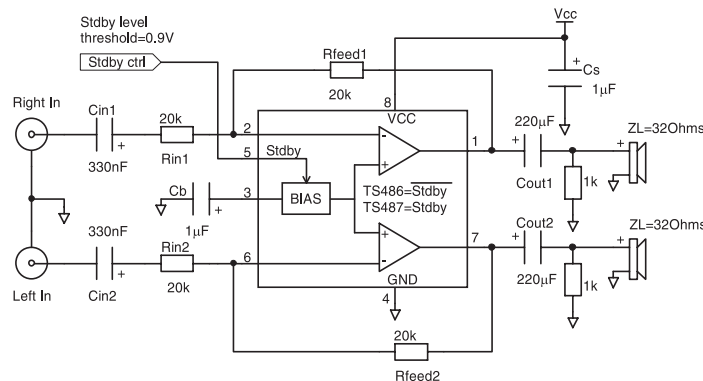 Stdby level
threshold=0.9V
Stdby ctrl
Vcc
Rfeed1
20k
+
Cs
1µF
Right In
Cin1
+
330nF
20k
Rin1
2
5
Stdby
8
VCC
-
+
1
220µF
+
Cout1
1k
ZL=32Ohms
+
Cb
+
1µF
3
BIAS
TS486=Stdby
TS487=Stdby
330nF
+
Cin2
Left In
Rin2
20k
6
+
-
7
GND
4
Cout2
+
220µF
1k
ZL=32Ohms
+
20k
Rfeed2